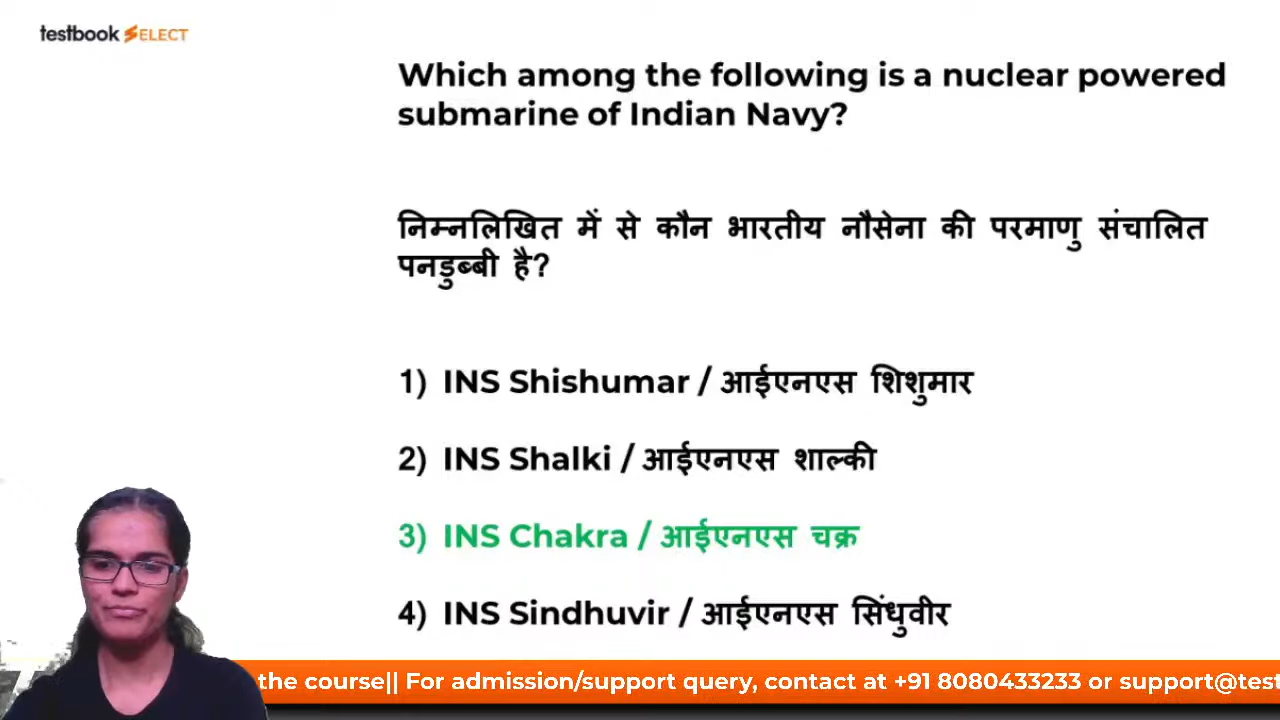 testbook SELECT
Which among the following is a nuclear powered
submarine of Indian Navy?
निम्नलिखित में से कौन भारतीय नौसेना की परमाणु संचालित
पनडुब्बी है?
1) INS Shishumar / आईएनएस शिशुमार
2) INS Shalki / आईएनएस शाल्की
3) INS Chakra / आईएनएस चक्र
4) INS Sindhuvir / आईएनएस सिंधुवीर
the course|| For admission/support query, contact at +91 8080433233 or support@test